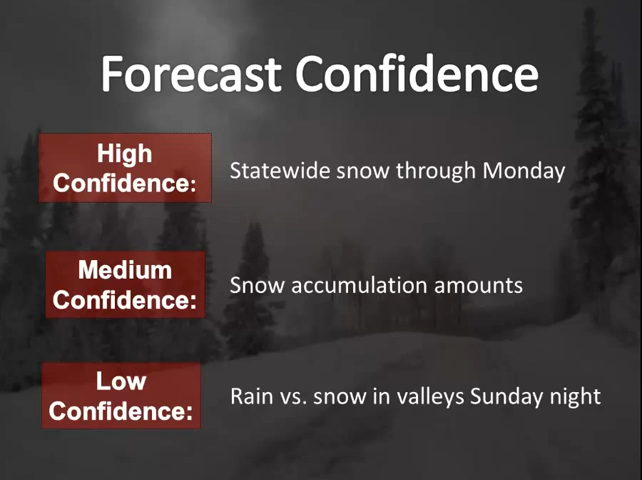 Forecast Confidence
High
Confidence:
Statewide snow through Monday
Medium
Confidence:
Snow accumulation amounts
Low
Confidence:
Rain vs. snow in valleys Sunday night